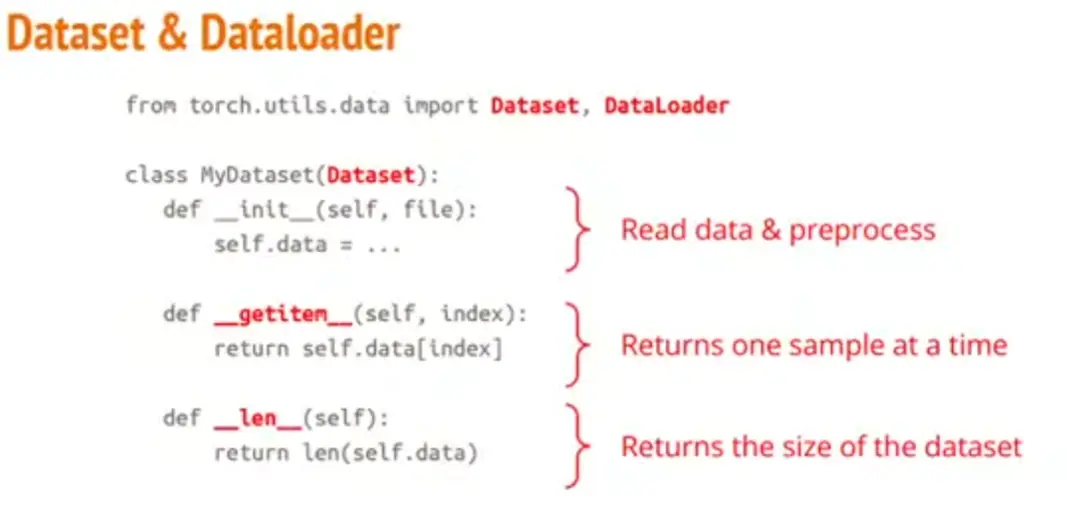 Dataset & Dataloader
from torch.utils.data import Dataset, DataLoader
class MyDataset(Dataset):
def __init__(self, file):
self.data = ...
Read data & preprocess
def __getitem__(self, index):
return self.data[index]
Returns one sample at a time
def __len__(self):
return len(self.data)
Returns the size of the dataset